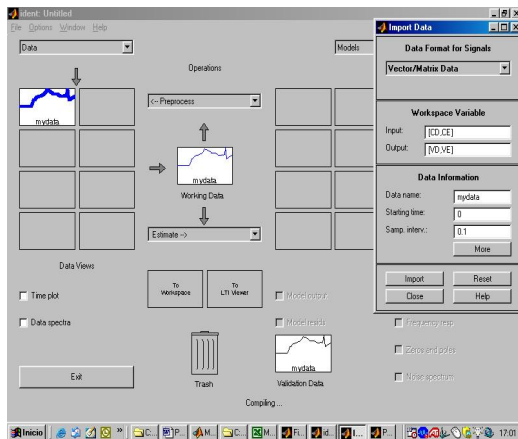 ident: Untitled
File Options Window Help
Data
Models
Operations
<-- Preprocess
mydata
mydata
Working Data
Estimate -->
Data Views
To Workspace
To LTI Viewer
Time plot
Data spectra
Model output
Model resids
Frequency resp
Zeros and poles
Noise spectrum
mydata
Exit
Trash
Validation Data
Compiling ...
Import Data
Data Format for Signals
Vector/Matrix Data
Workspace Variable
Input: [CD,CE]
Output: [VD,VE]
Data Information
Data name: mydata
Starting time: 0
Samp. interv.: 0.1
More
Import Reset
Close Help
Inicio » C:... P... M... C:... M... Fi... id... I... P... 17:01